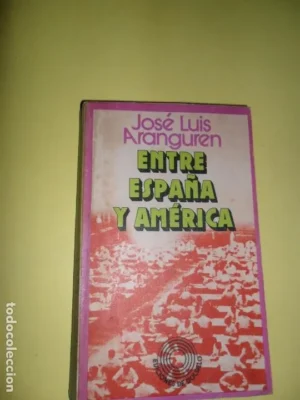 José Luis
Aranguren
ENTRE
ESPAÑA
Y AMÉRICA
todocoleccion